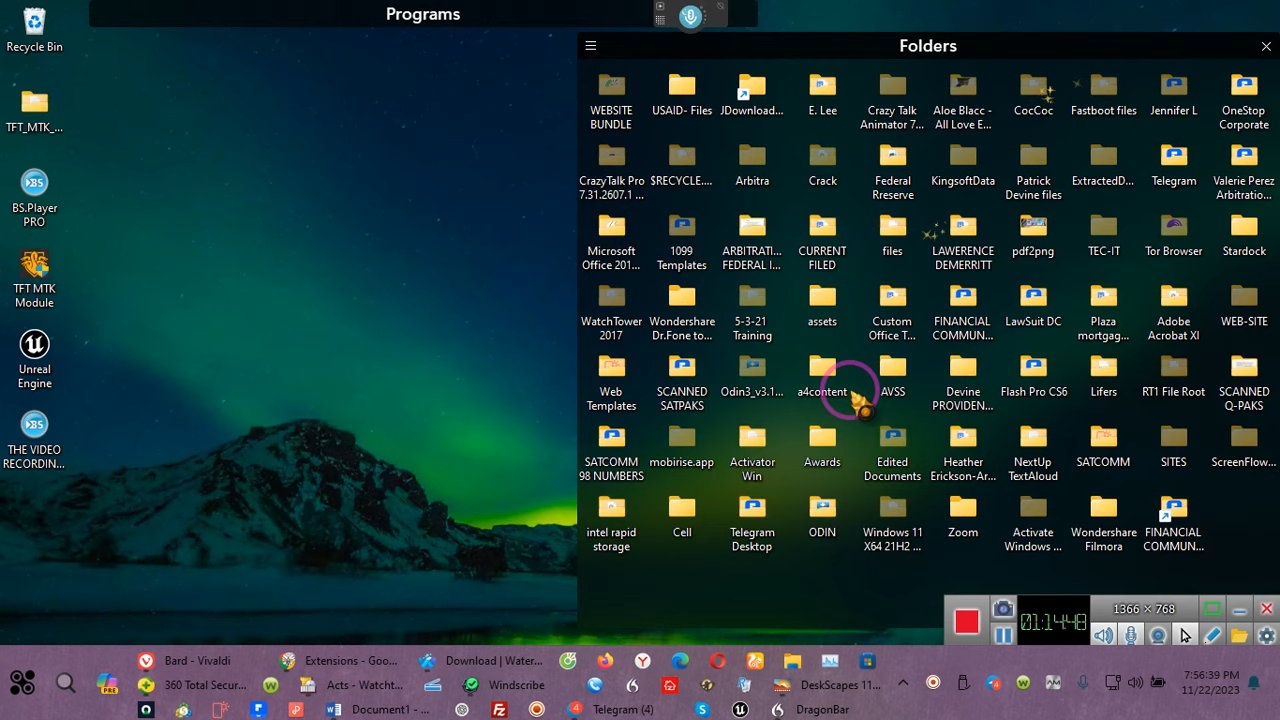 Programs
Folders
Recycle Bin
TFT_MTK_...
BS.Player
PRO
TFT MTK
Module
Unreal
Engine
THE VIDEO
RECORDIN...
WEBSITE
BUNDLE
USAID- Files
JDownload...
E. Lee
Crazy Talk
Animator 7...
Aloe Blacc -
All Love E...
CocCoc
Fastboot files
Jennifer L
OneStop
Corporate
CrazyTalk Pro
7.31.2607.1 ...
$RECYCLE....
Arbitra
Crack
Federal
Rreserve
KingsoftData
Patrick
Devine files
ExtractedD...
Telegram
Valerie Perez
Arbitratio...
Microsoft
Office 201...
1099
Templates
ARBITRATI...
FEDERAL I...
CURRENT
FILED
files
LAWERENCE
DEMERRITT
pdf2png
TEC-IT
Tor Browser
Stardock
WatchTower
2017
Wondershare
Dr.Fone to...
5-3-21
Training
assets
Custom
Office T...
FINANCIAL
COMMUN...
LawSuit DC
Plaza
mortgag...
Adobe
Acrobat XI
WEB-SITE
Web
Templates
SCANNED
SATPAKS
Odin3_v3.1...
a4content
AVSS
Devine
PROVIDEN...
Flash Pro CS6
Lifers
RT1 File Root
SCANNED
Q-PAKS
SATCOMM
98 NUMBERS
mobirise.app
Activator
Win
Awards
Edited
Documents
Heather
Erickson-Ar...
NextUp
TextAloud
SATCOMM
SITES
ScreenFlow...
intel rapid
storage
Cell
Telegram
Desktop
ODIN
Windows 11
X64 21H2 ...
Zoom
Activate
Windows ...
Wondershare
Filmora
FINANCIAL
COMMUN...
01:14:48
1366 × 768
Bard - Vivaldi
Extensions - Goo...
Download | Water...
360 Total Secur...
Acts - Watcht...
Windscribe
DeskScapes 11...
Document1 - ...
Telegram (4)
DragonBar
7:56:39 PM
11/22/2023